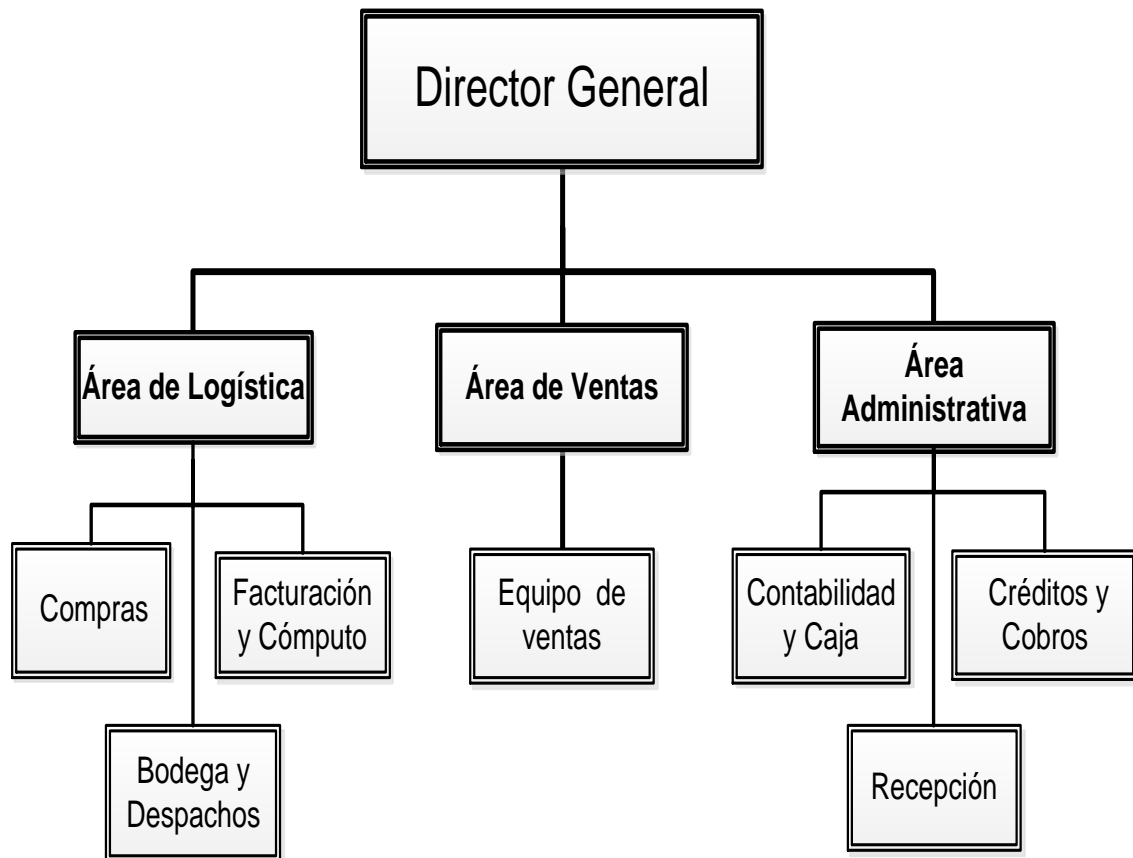 Director General
Área de Logística
Área de Ventas
Área
Administrativa
Compras
Facturación
y Cómputo
Equipo de
ventas
Contabilidad
y Caja
Créditos y
Cobros
Bodega y
Despachos
Recepción